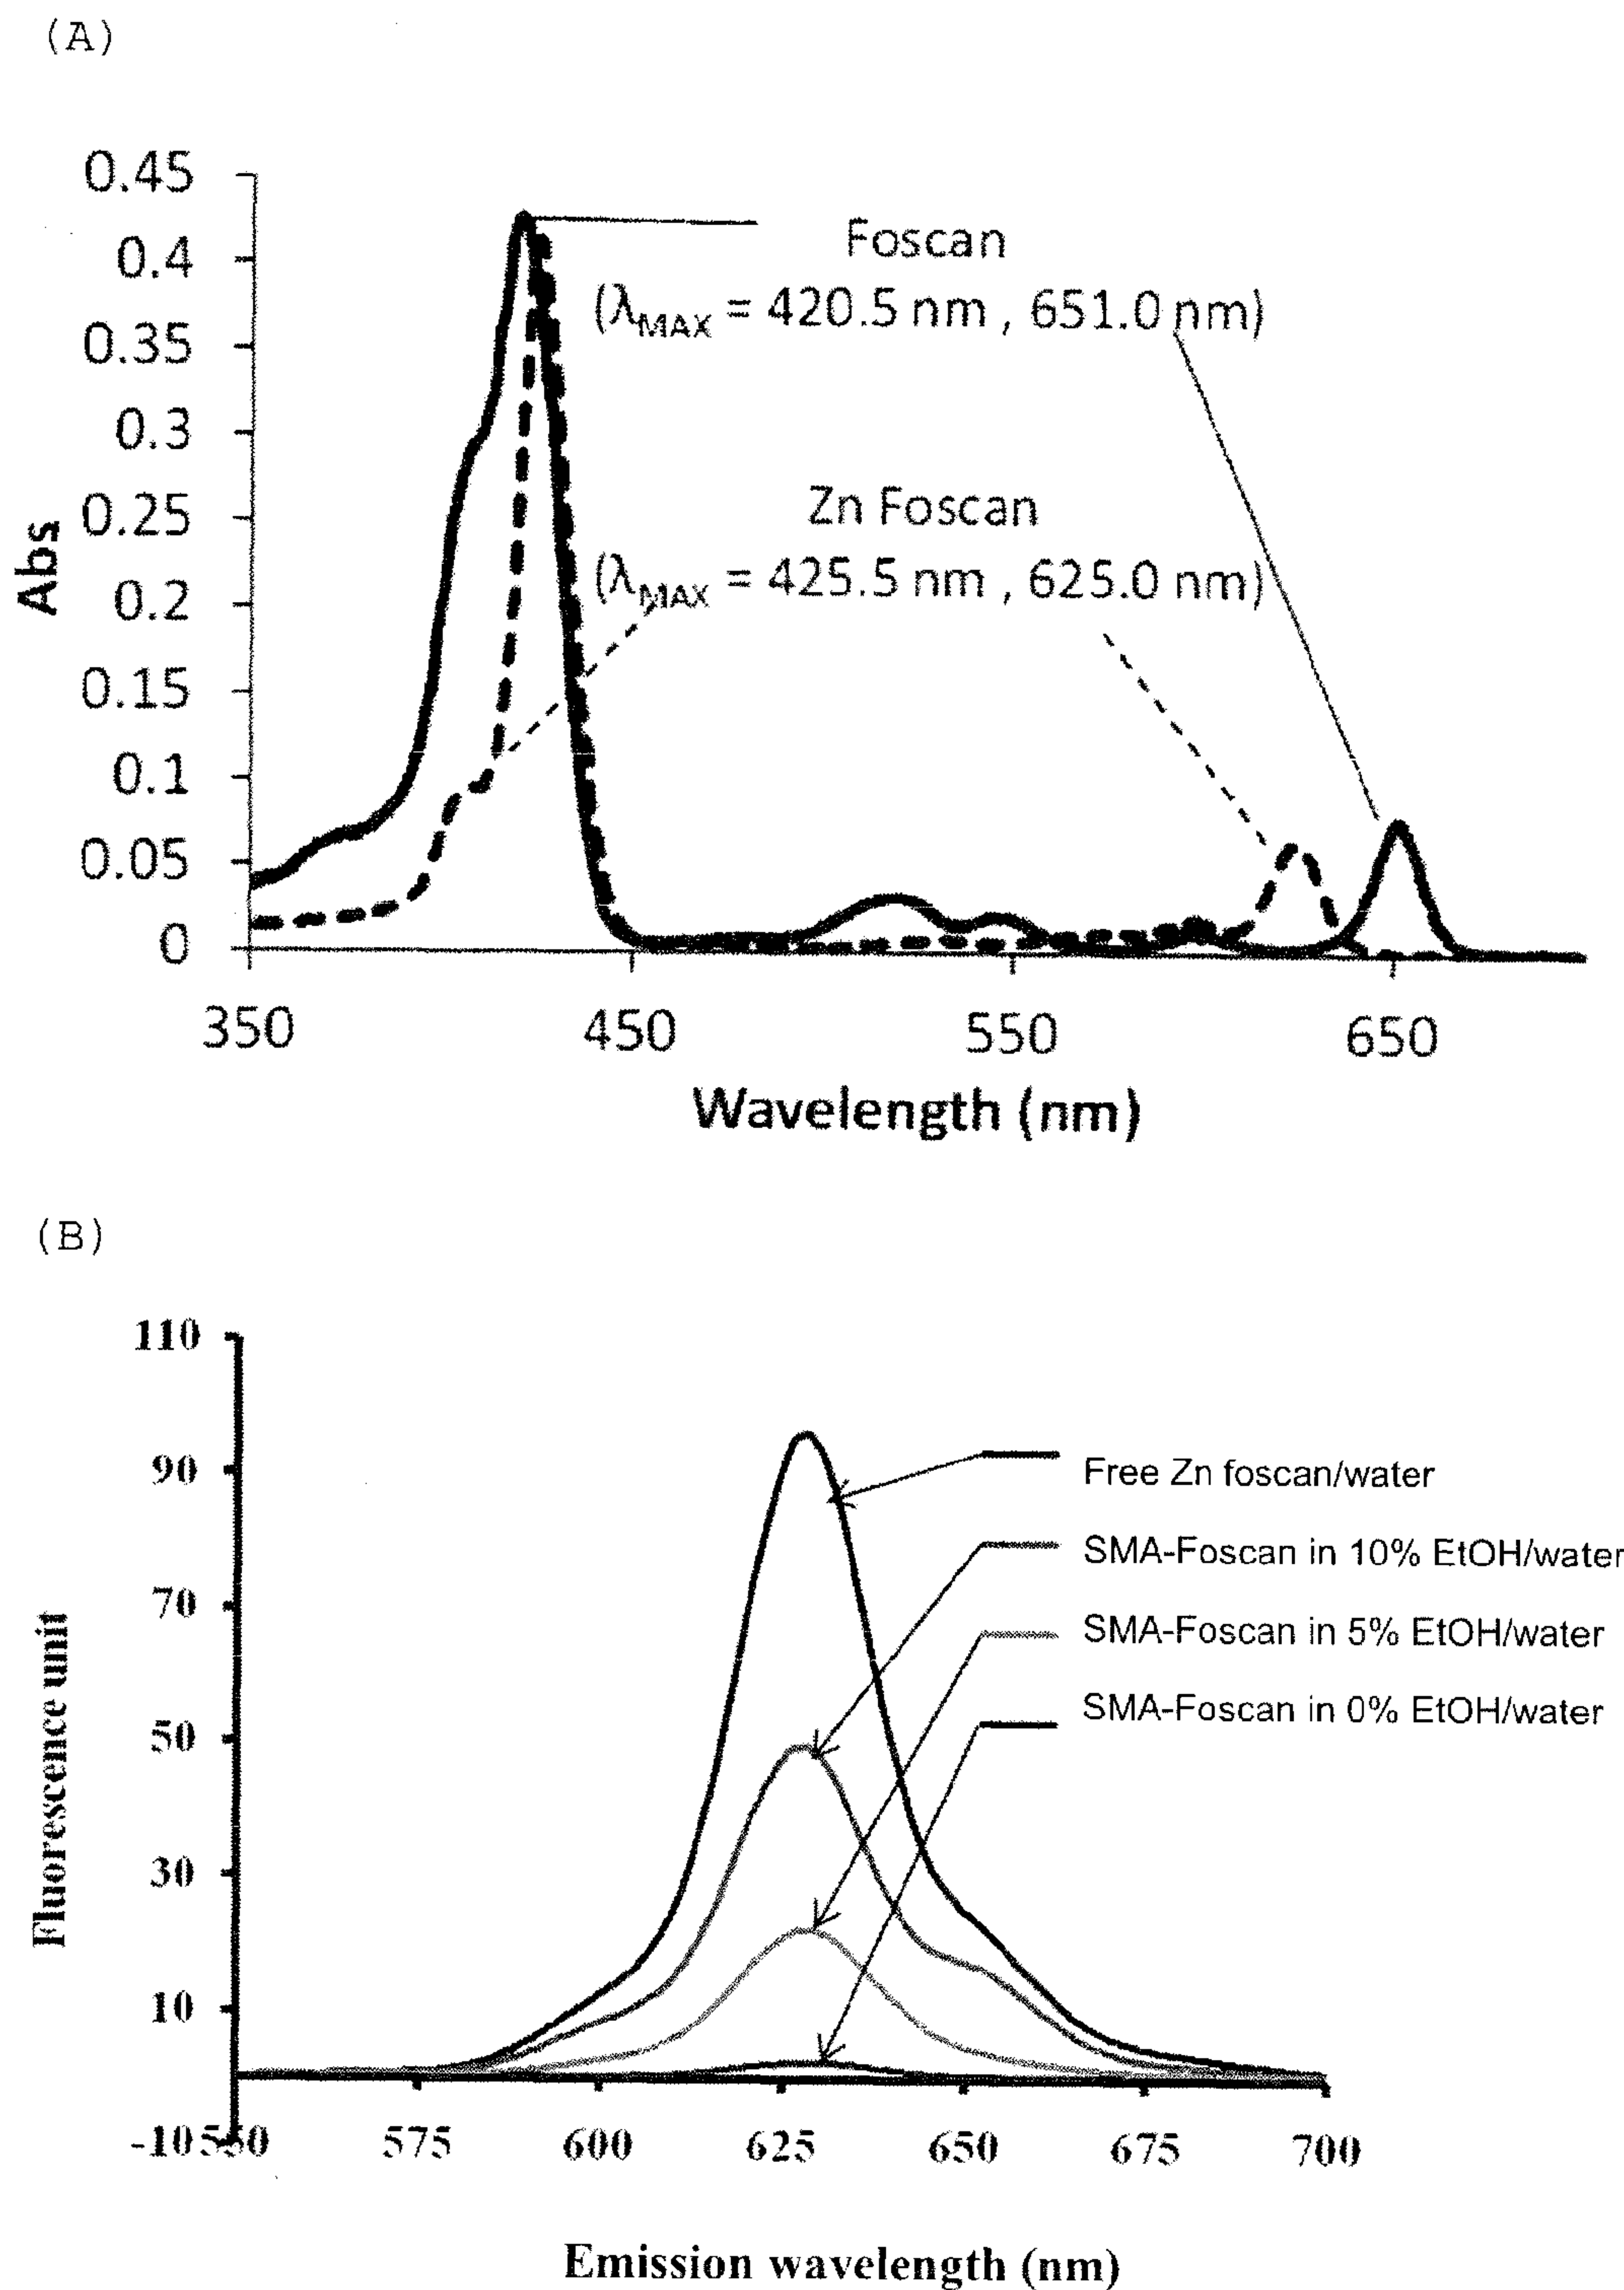 (A)
0.45
0.4
0.35
0.3
0.25
0.2
0.15
0.1
0.05
0
Abs
Foscan
(λMAX = 420.5 nm , 651.0 nm)
Zn Foscan
(λMAX = 425.5 nm , 625.0 nm)
350 450 550 650
Wavelength (nm)
(B)
110
90
70
50
30
10
-10
Fluorescence unit
Free Zn foscan/water
SMA-Foscan in 10% EtOH/water
SMA-Foscan in 5% EtOH/water
SMA-Foscan in 0% EtOH/water
550 575 600 625 650 675 700
Emission wavelength (nm)